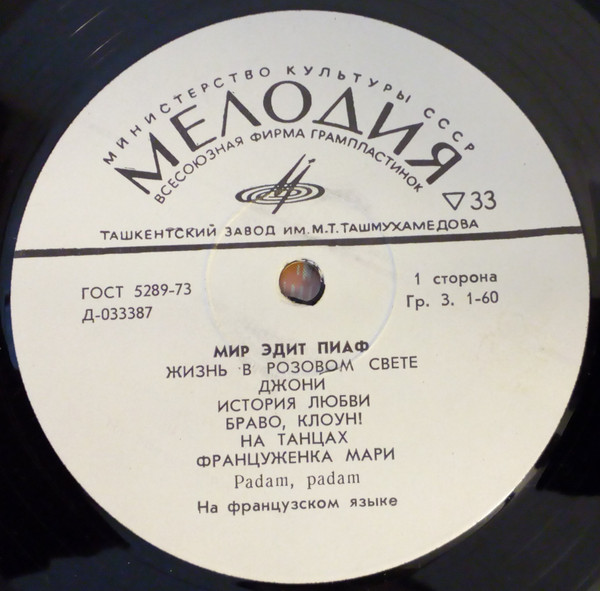 МИНИСТЕРСТВО КУЛЬТУРЫ СССР
МЕЛОДИЯ
ВСЕСОЮЗНАЯ ФИРМА ГРАМПЛАСТИНОК
▽33
ТАШКЕНТСКИЙ ЗАВОД ИМ. М.Т.ТАШМУХАМЕДОВА
ГОСТ 5289-73
Д-033387
1 сторона
Гр. 3. 1-60
МИР ЭДИТ ПИАФ
ЖИЗНЬ В РОЗОВОМ СВЕТЕ
ДЖОНИ
ИСТОРИЯ ЛЮБВИ
БРАВО, КЛОУН!
НА ТАНЦАХ
ФРАНЦУЖЕНКА МАРИ
Padam, padam
На французском языке